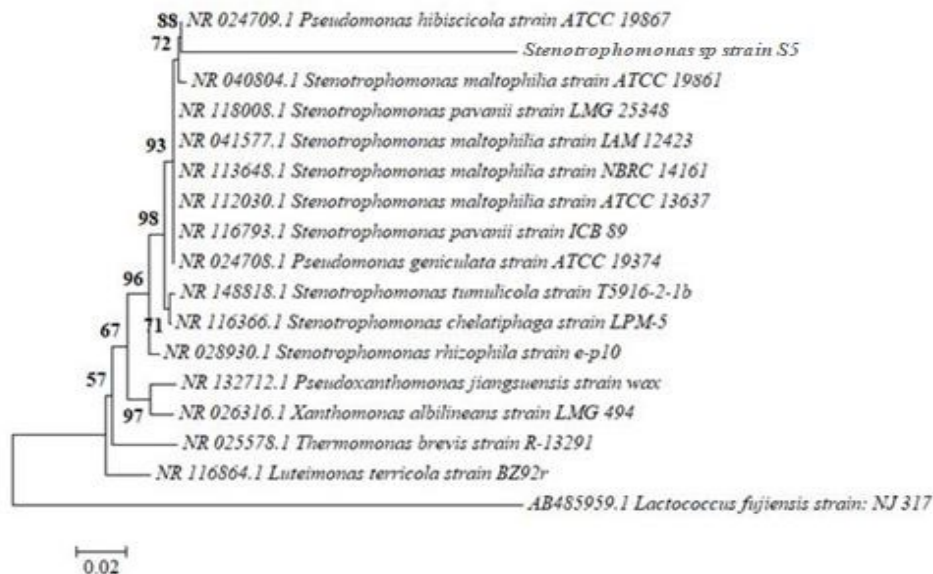 88 NR 024709.1 Pseudomonas hibiscicola strain ATCC 19867
72
Stenotrophomonas sp strain S5
NR 040804.1 Stenotrophomonas maltophilia strain ATCC 19861
NR 118008.1 Stenotrophomonas pavanii strain LMG 25348
93 NR 041577.1 Stenotrophomonas maltophilia strain IAM 12423
NR 113648.1 Stenotrophomonas maltophilia strain NBRC 14161
NR 112030.1 Stenotrophomonas maltophilia strain ATCC 13637
98 NR 116793.1 Stenotrophomonas pavanii strain ICB 89
NR 024708.1 Pseudomonas geniculata strain ATCC 19374
96 NR 148818.1 Stenotrophomonas tumulicola strain T5916-2-1b
67 71 NR 116366.1 Stenotrophomonas chelatiphaga strain LPM-5
NR 028930.1 Stenotrophomonas rhizophila strain e-p10
57 NR 132712.1 Pseudoxanthomonas jiangsuensis strain wax
97 NR 026316.1 Xanthomonas albilineans strain LMG 494
NR 025578.1 Thermomonas brevis strain R-13291
NR 116864.1 Luteimonas terricola strain BZ92r
AB485959.1 Lactococcus fujiensis strain: NJ 317
0.02